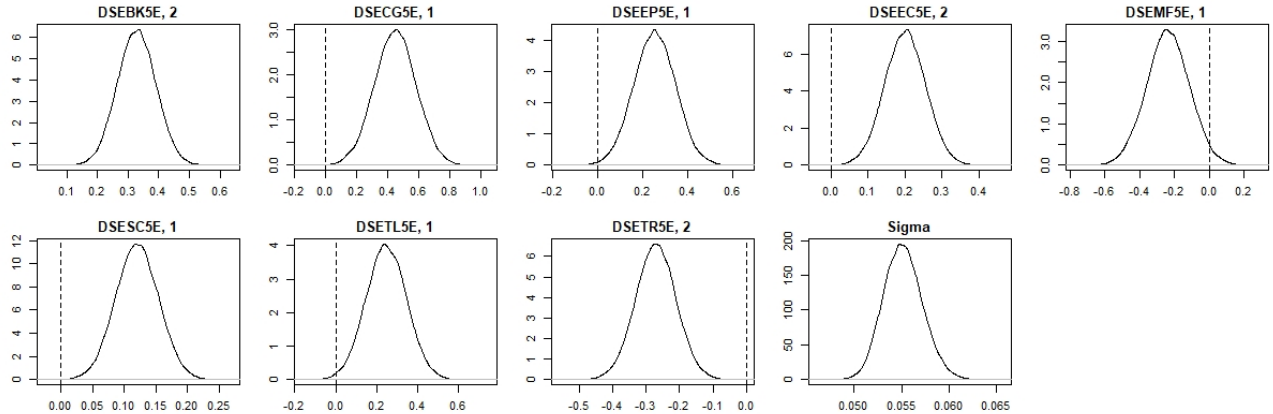 DSEBK5E, 2
0 1 2 3 4 5 6
0.1 0.2 0.3 0.4 0.5 0.6
DSECG5E, 1
0.0 1.0 2.0 3.0
-0.2 0.0 0.2 0.4 0.6 0.8 1.0
DSEEP5E, 1
0 1 2 3 4
-0.2 0.0 0.2 0.4 0.6
DSEEC5E, 2
0 2 4 6
0.0 0.1 0.2 0.3 0.4
DSEMF5E, 1
0.0 1.0 2.0 3.0
-0.8 -0.6 -0.4 -0.2 0.0 0.2
DSESC5E, 1
0 2 4 6 8 10 12
0.00 0.05 0.10 0.15 0.20 0.25
DSETL5E, 1
0 1 2 3 4
-0.2 0.0 0.2 0.4 0.6
DSETR5E, 2
0 1 2 3 4 5 6
-0.5 -0.4 -0.3 -0.2 -0.1 0.0
Sigma
0 50 100 150 200
0.050 0.055 0.060 0.065